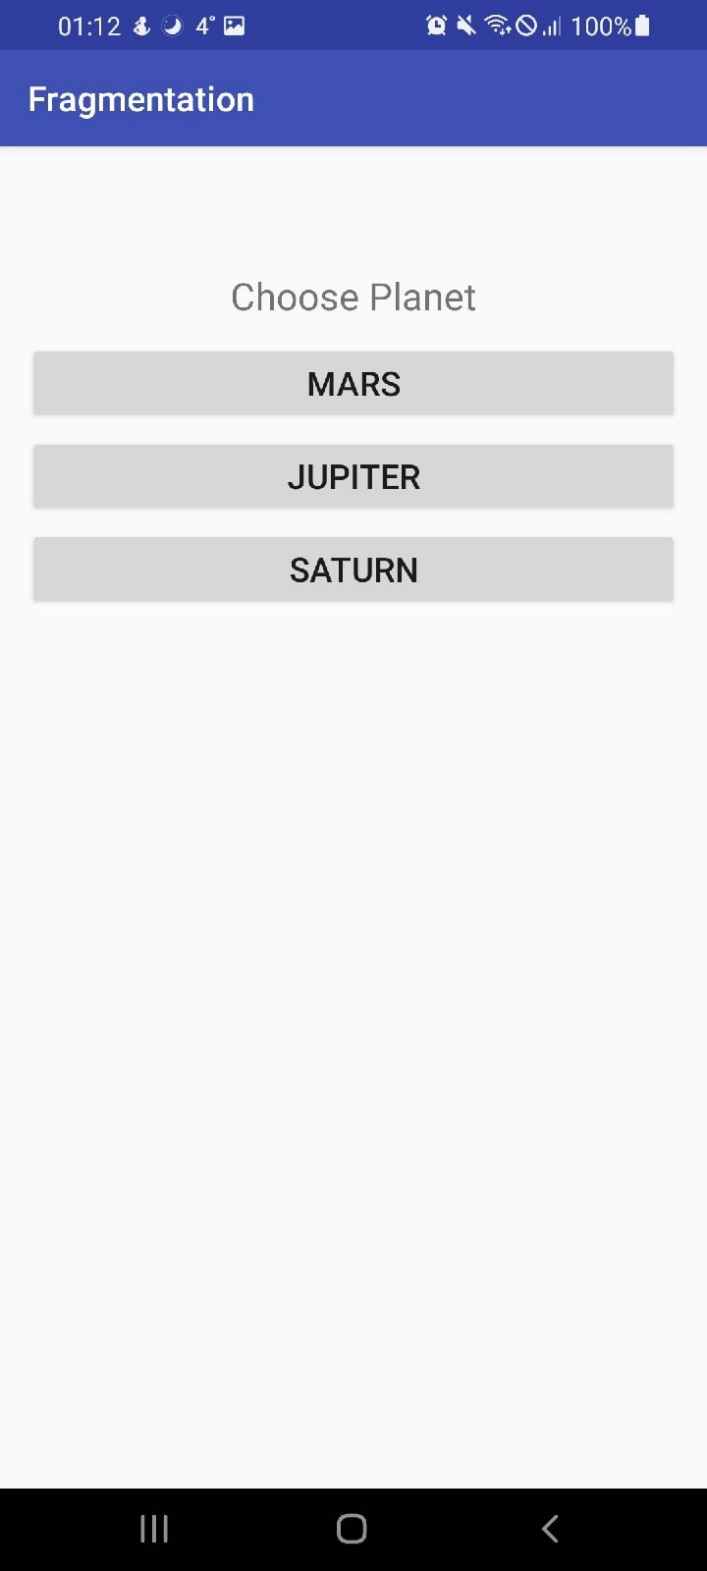 01:12 4° 100%
Fragmentation
Choose Planet
MARS
JUPITER
SATURN